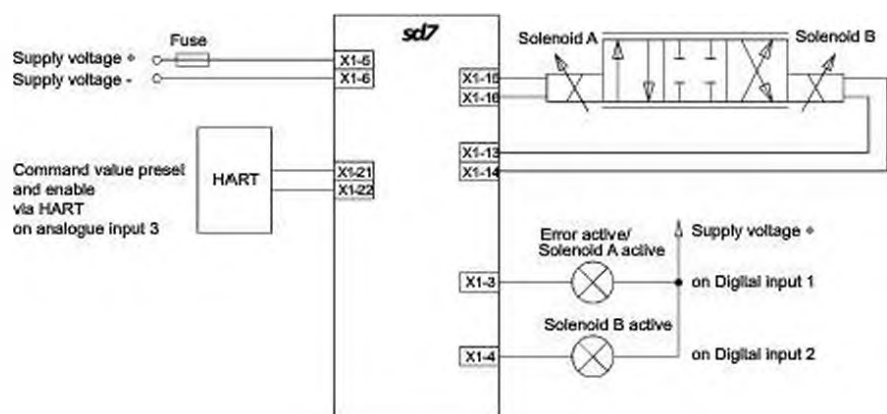 sd7
Fuse
Supply voltage +
Supply voltage -
X1-5
X1-6
Solenoid A
Solenoid B
X1-15
X1-16
X1-13
X1-14
Command value preset
and enable
via HART
on analogue input 3
HART
X1-21
X1-22
Error active/
Solenoid A active
Supply voltage +
X1-3
on Digital input 1
Solenoid B active
X1-4
on Digital input 2